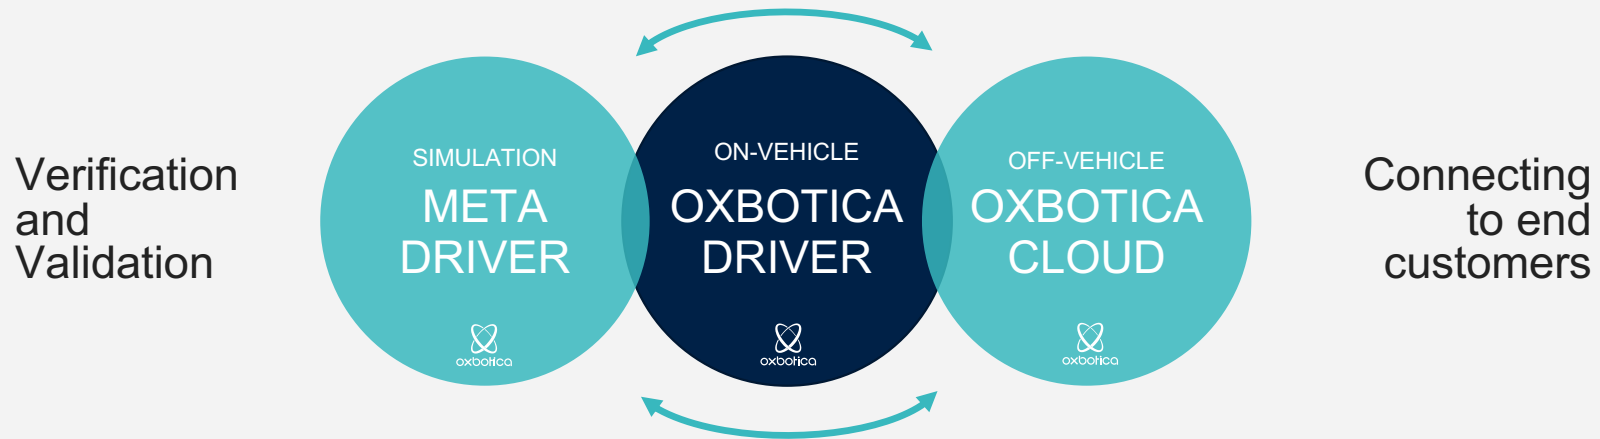 Verification
and
Validation
SIMULATION
META
DRIVER
oxbotica
ON-VEHICLE
OXBOTICA
DRIVER
oxbotica
OFF-VEHICLE
OXBOTICA
CLOUD
oxbotica
Connecting
to end
customers